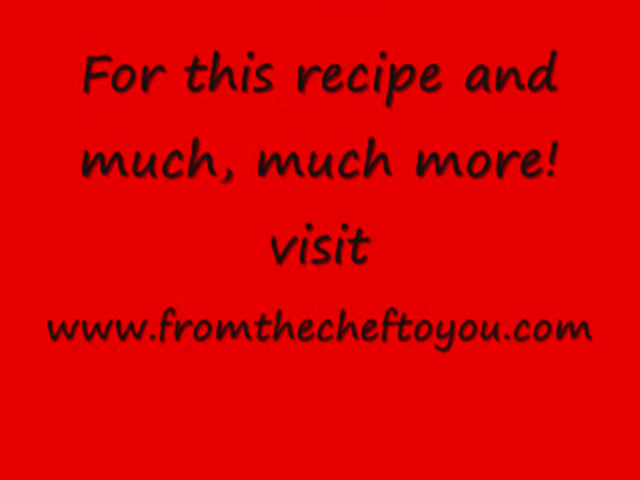 For this recipe and
much, much more!
visit
www.fromthecheftoyou.com